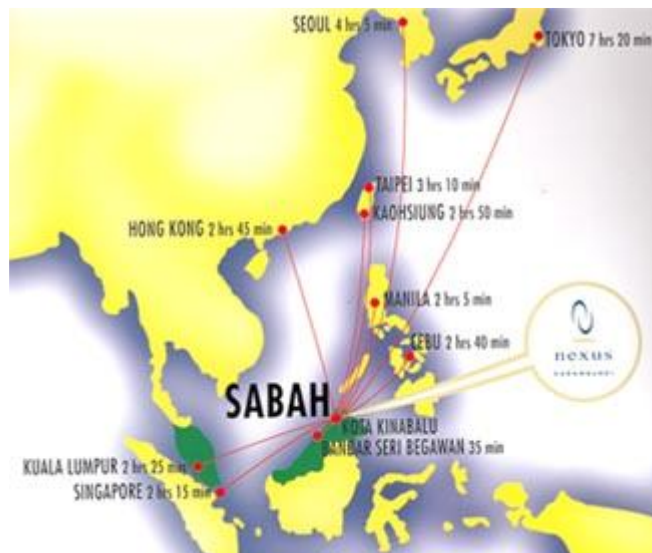 SEOUL 4 hrs 5 min
TOKYO 7 hrs 20 min
TAIPEI 3 hrs 10 min
KAOHSIUNG 2 hrs 50 min
HONG KONG 2 hrs 45 min
MANILA 2 hrs 5 min
CEBU 2 hrs 40 min
nexus
SABAH
KOTA KINABALU
BANDAR SERI BEGAWAN 35 min
KUALA LUMPUR 2 hrs 25 min
SINGAPORE 2 hrs 15 min